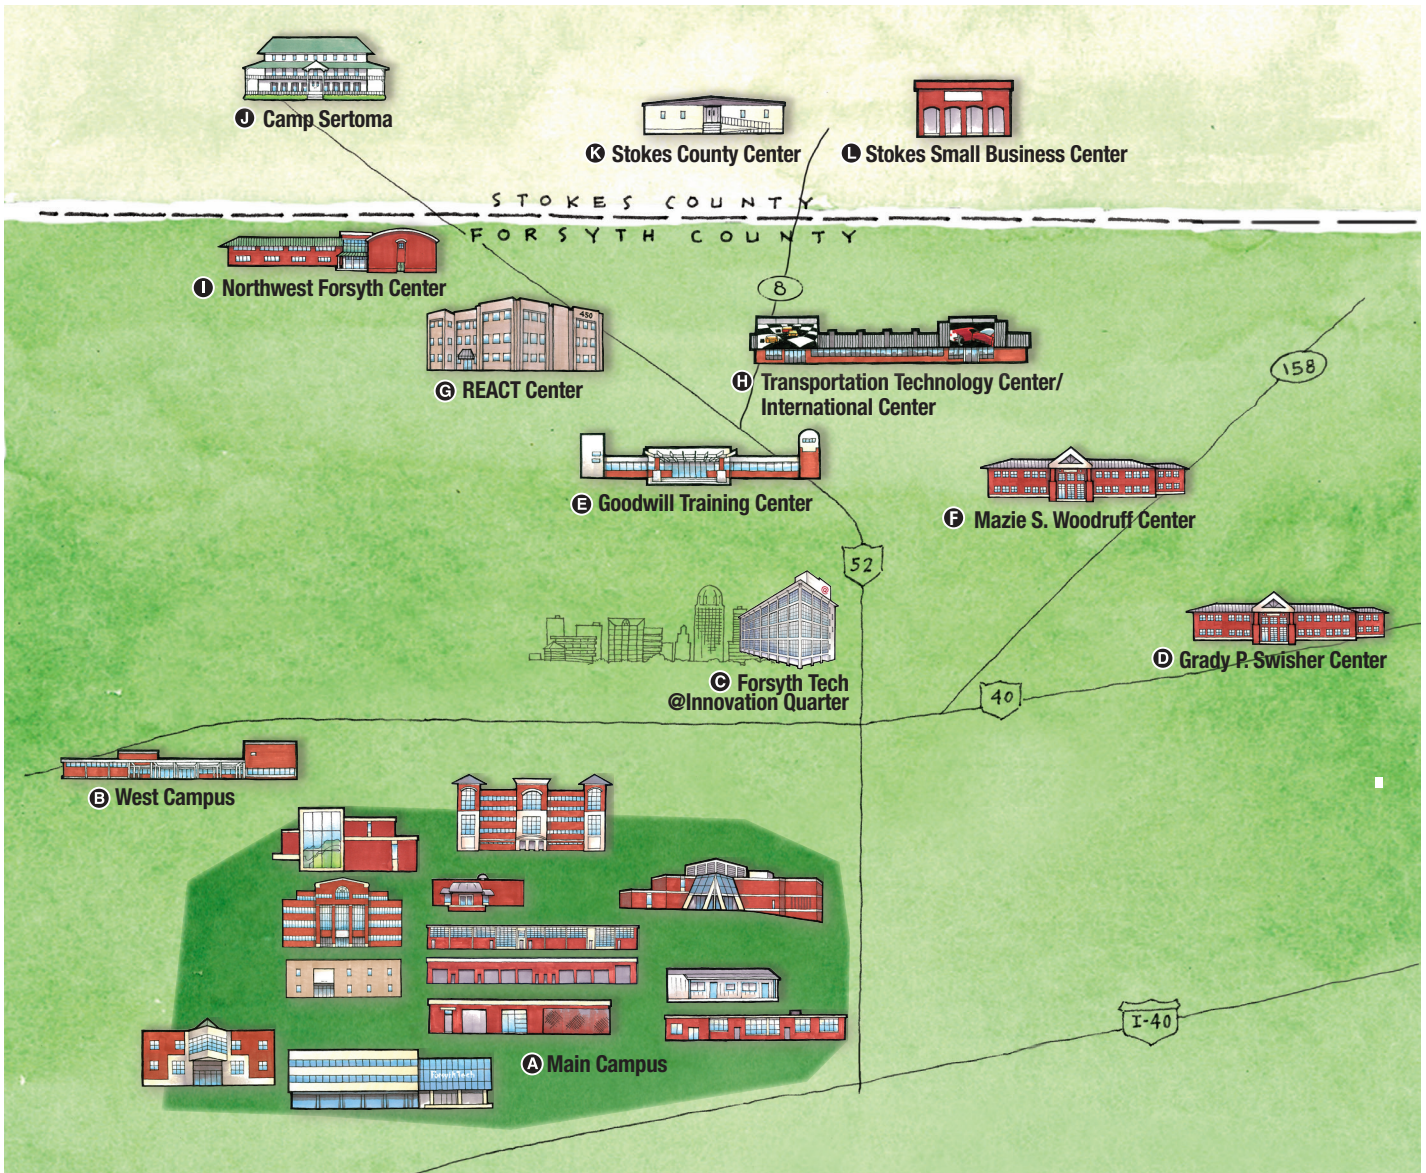 J Camp Sertoma
K Stokes County Center
L Stokes Small Business Center
STOKES COUNTY
FORSYTH COUNTY
I Northwest Forsyth Center
8
450
G REACT Center
H Transportation Technology Center/
International Center
158
E Goodwill Training Center
F Mazie S. Woodruff Center
52
@
C Forsyth Tech
@Innovation Quarter
D Grady P. Swisher Center
40
B West Campus
I-40
A Main Campus
Forsyth Tech